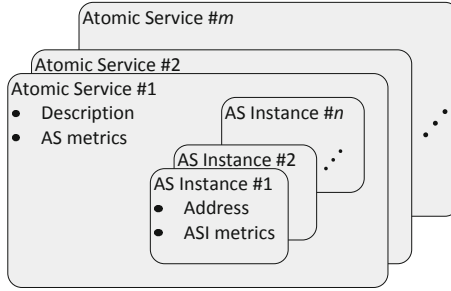 Atomic Service #m
Atomic Service #2
Atomic Service #1
• Description
• AS metrics
AS Instance #n
AS Instance #2
AS Instance #1
• Address
• ASI metrics